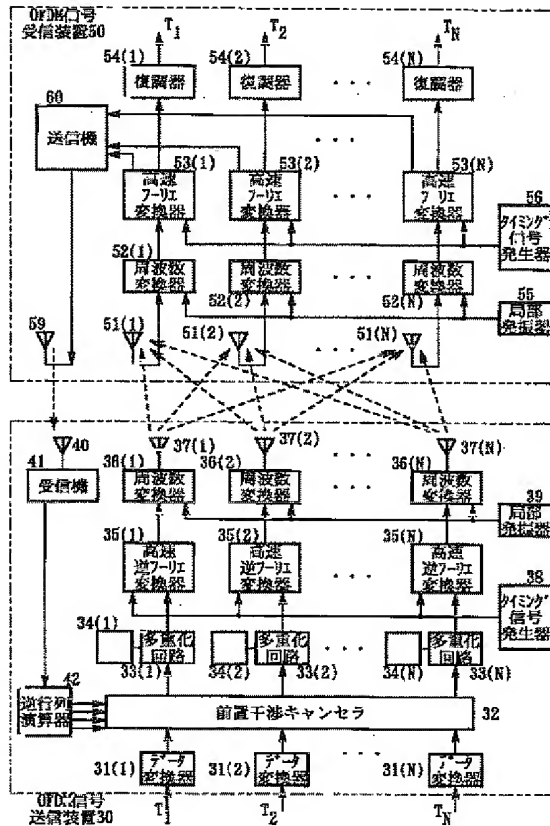 OFDM信号
受信装置50
T1
T2
TN
54(1)
復調器
54(2)
復調器
54(N)
復調器
60
送信機
53(1)
高速
フーリエ
変換器
53(2)
高速
フーリエ
変換器
53(N)
高速
フーリエ
変換器
56
タイミング
信号
発生器
52(1)
周波数
変換器
52(2)
周波数
変換器
52(N)
周波数
変換器
55
局部
発振器
59
51(1)
51(2)
51(N)
40
41
受信機
37(1)
37(2)
37(N)
36(1)
周波数
変換器
36(2)
周波数
変換器
36(N)
周波数
変換器
39
局部
発振器
35(1)
高速
逆フーリエ
変換器
35(2)
高速
逆フーリエ
変換器
35(N)
高速
逆フーリエ
変換器
38
タイミング
信号
発生器
34(1)
多重化
回路
33(1)
34(2)
多重化
回路
33(2)
34(N)
多重化
回路
33(N)
42
逆行列
演算器
前置干渉キャンセラ
32
31(1)
データ
変換器
31(2)
データ
変換器
31(N)
データ
変換器
OFDM信号
送信装置30
T1
T2
TN